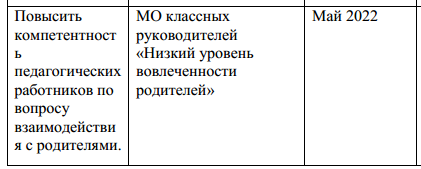 Повысить
компетентност
ь
педагогических
работников по
вопросу
взаимодействи
я с родителями.
МО классных
руководителей
«Низкий уровень
вовлеченности
родителей»
Май 2022